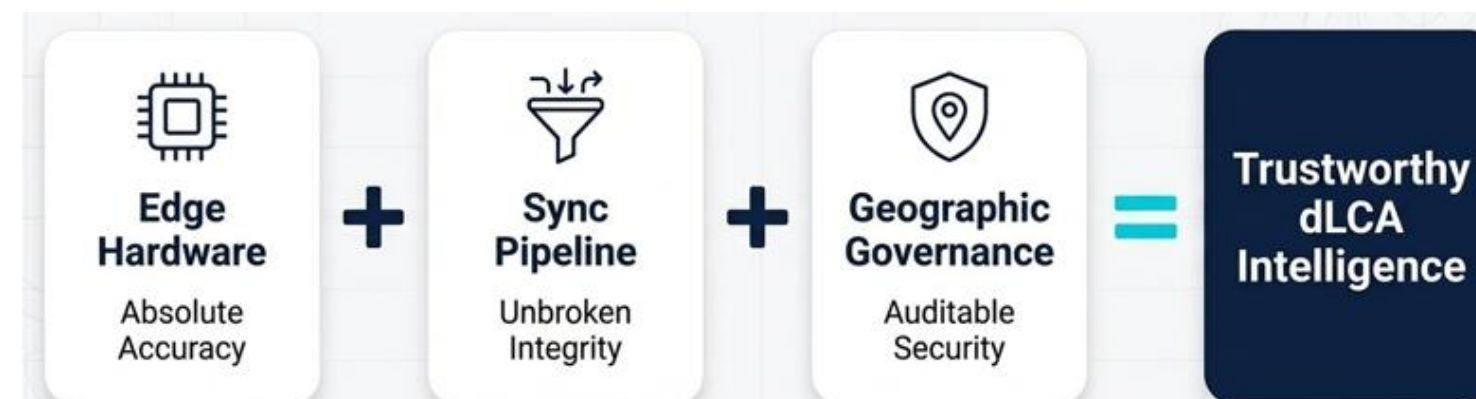 Edge
Hardware
Absolute
Accuracy
+
Sync
Pipeline
Unbroken
Integrity
+
Geographic
Governance
Auditable
Security
=
Trustworthy
dLCA
Intelligence